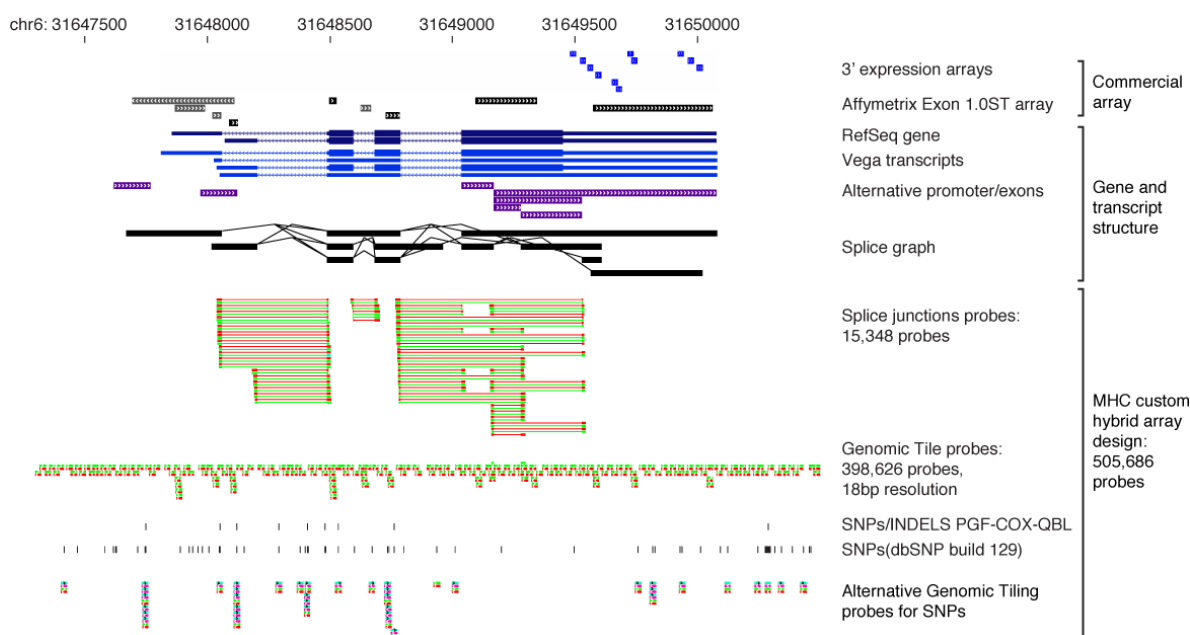 chr6: 31647500 31648000 31648500 31649000 31649500 31650000
3' expression arrays
Affymetrix Exon 1.0ST array
Commercial
array
RefSeq gene
Vega transcripts
Alternative promoter/exons
Splice graph
Gene and
transcript
structure
Splice junctions probes:
15,348 probes
Genomic Tile probes:
398,626 probes,
18bp resolution
SNPs/INDELS PGF-COX-QBL
SNPs(dbSNP build 129)
Alternative Genomic Tiling
probes for SNPs
MHC custom
hybrid array
design:
505,686
probes